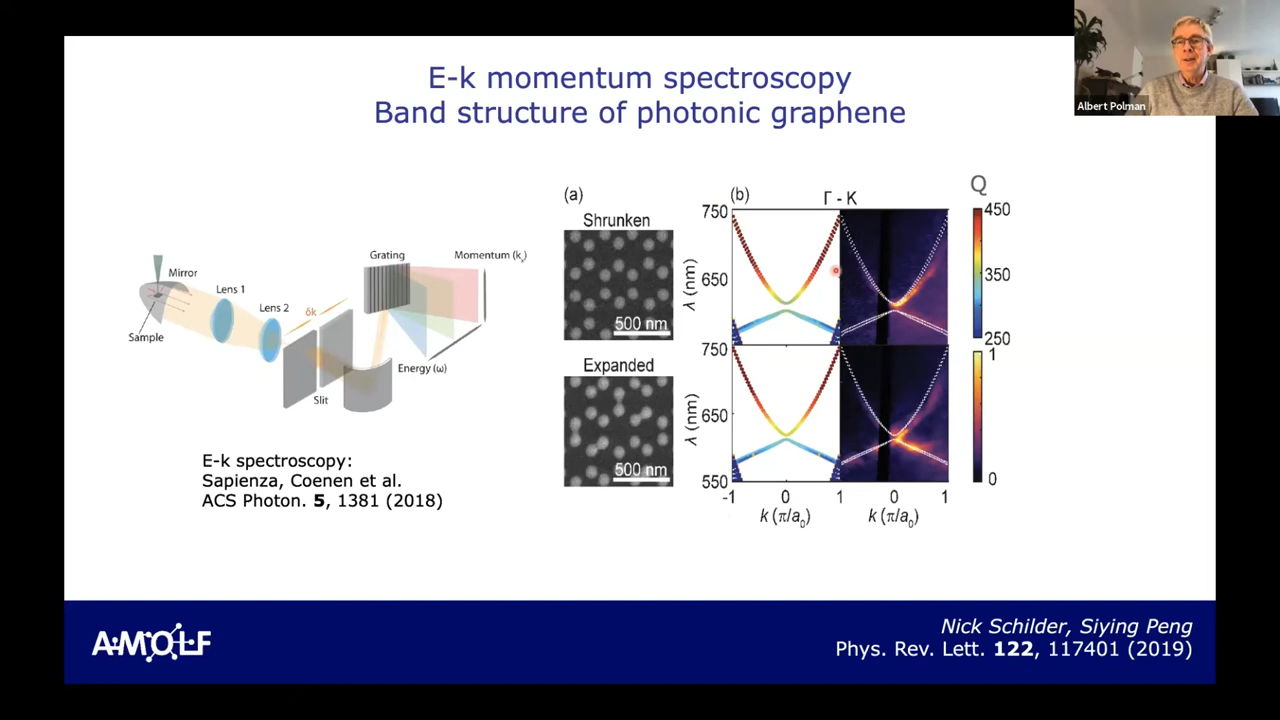 Albert Polman
E-k momentum spectroscopy
Band structure of photonic graphene
Mirror
Lens 1
Lens 2
δk
Grating
Momentum (kₓ)
Sample
Energy (ω)
Slit
E-k spectroscopy:
Sapienza, Coenen et al.
ACS Photon. 5, 1381 (2018)
(a)
Shrunken
500 nm
Expanded
500 nm
(b)
Γ - K
750
650
λ (nm)
750
650
λ (nm)
550
-1 0 1 0 1
k (π/a₀) k (π/a₀)
Q
450
350
250
1
0
AMOLF
Nick Schilder, Siying Peng
Phys. Rev. Lett. 122, 117401 (2019)